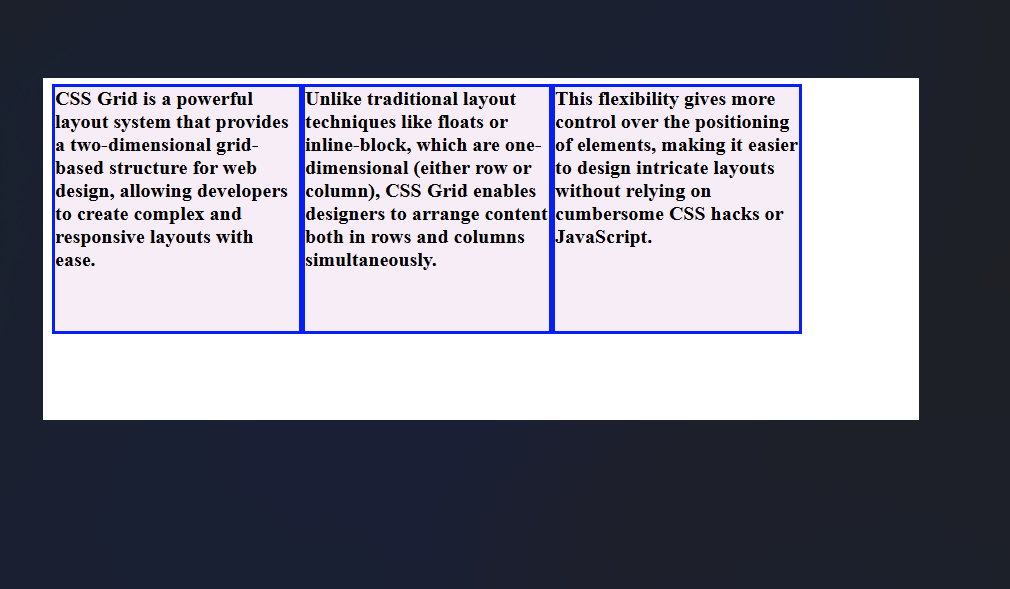 CSS Grid is a powerful
layout system that provides
a two-dimensional grid-
based structure for web
design, allowing developers
to create complex and
responsive layouts with
ease.
Unlike traditional layout
techniques like floats or
inline-block, which are one-
dimensional (either row or
column), CSS Grid enables
designers to arrange content
both in rows and columns
simultaneously.
This flexibility gives more
control over the positioning
of elements, making it easier
to design intricate layouts
without relying on
cumbersome CSS hacks or
JavaScript.